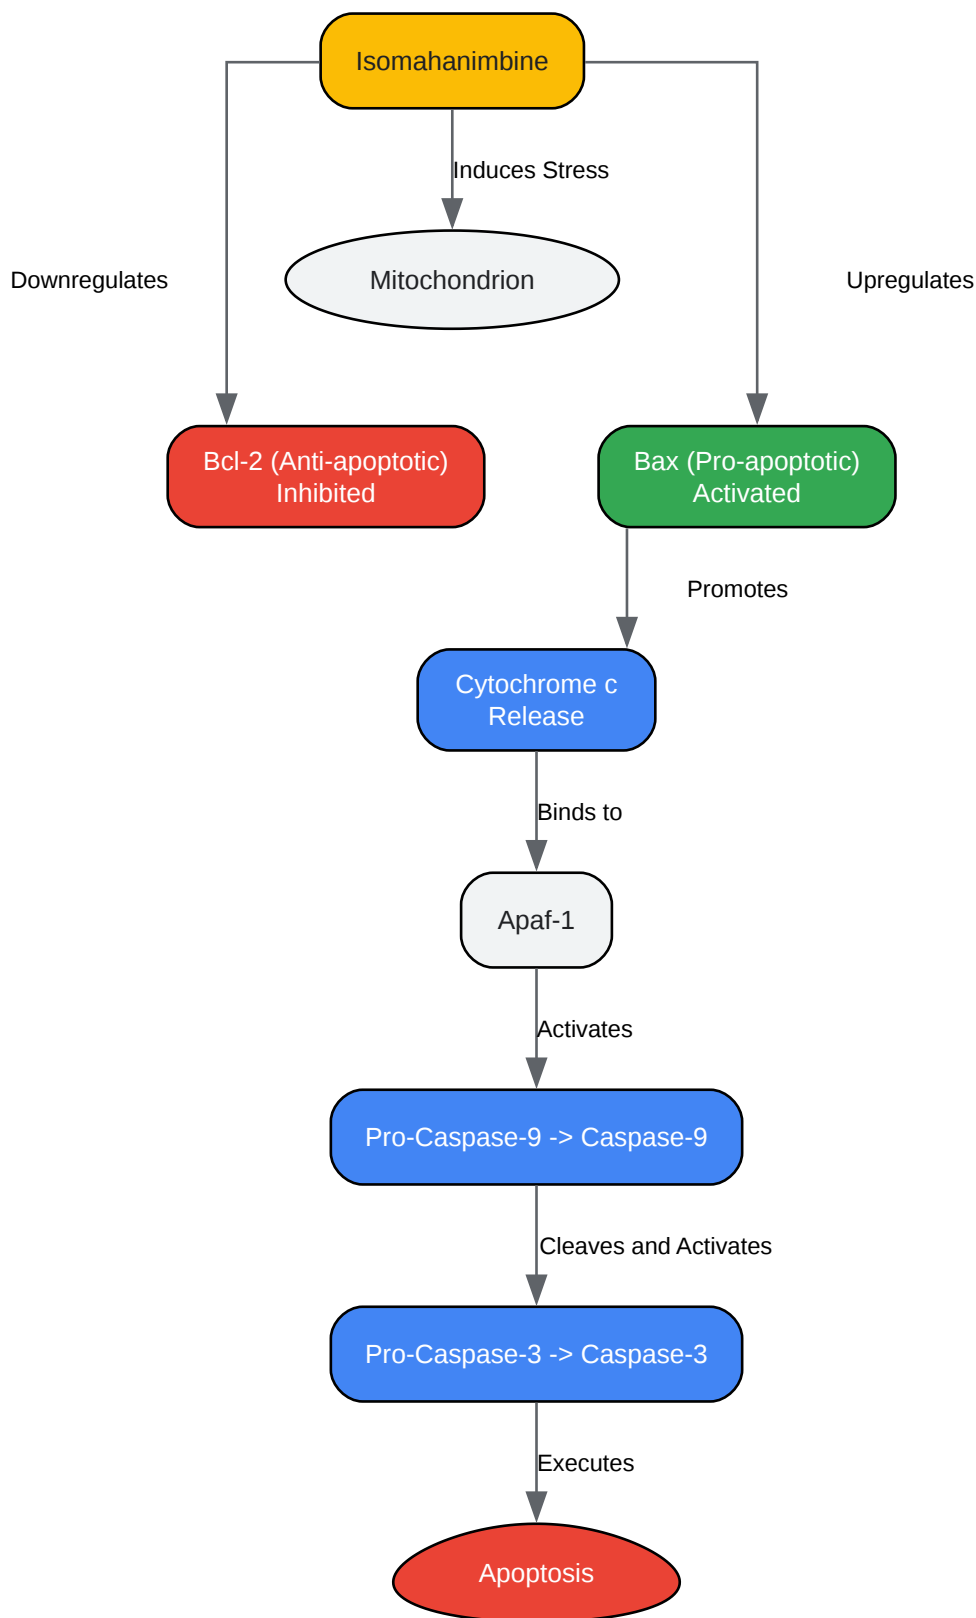 Isomahanimbine
Induces Stress
Downregulates
Mitochondrion
Upregulates
Bcl-2 (Anti-apoptotic)
Inhibited
Bax (Pro-apoptotic)
Activated
Promotes
Cytochrome c
Release
Binds to
Apaf-1
Activates
Pro-Caspase-9 -> Caspase-9
Cleaves and Activates
Pro-Caspase-3 -> Caspase-3
Executes
Apoptosis